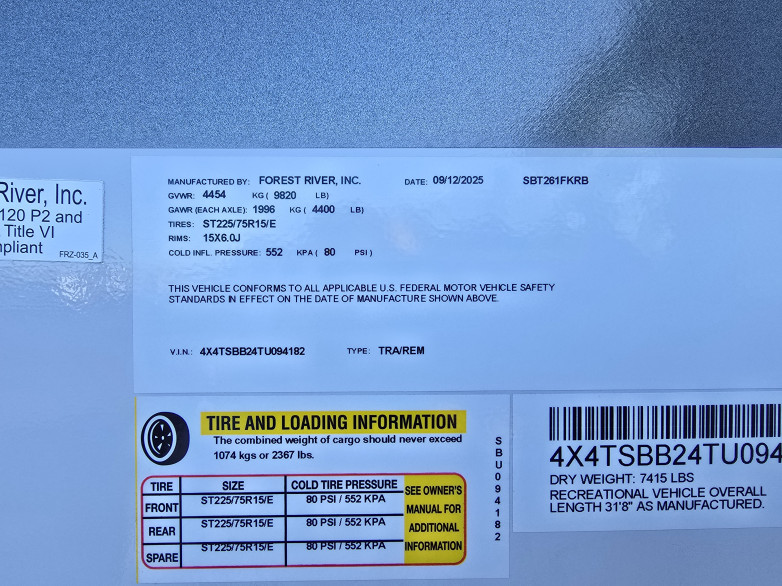 River, Inc.
120 P2 and
Title VI
mpliant
FRZ-035_A
MANUFACTURED BY: FOREST RIVER, INC. DATE: 09/12/2025 SBT261FKRB
GVWR: 4454 KG ( 9820 LB)
GAWR (EACH AXLE): 1996 KG ( 4400 LB)
TIRES: ST225/75R15/E
RIMS: 15X6.0J
COLD INFL. PRESSURE: 552 KPA ( 80 PSI )
THIS VEHICLE CONFORMS TO ALL APPLICABLE U.S. FEDERAL MOTOR VEHICLE SAFETY
STANDARDS IN EFFECT ON THE DATE OF MANUFACTURE SHOWN ABOVE.
V.I.N.: 4X4TSBB24TU094182 TYPE: TRA/REM
TIRE AND LOADING INFORMATION
The combined weight of cargo should never exceed
1074 kgs or 2367 lbs.
TIRE SIZE COLD TIRE PRESSURE
FRONT ST225/75R15/E 80 PSI / 552 KPA
REAR ST225/75R15/E 80 PSI / 552 KPA
SPARE ST225/75R15/E 80 PSI / 552 KPA
SEE OWNER'S
MANUAL FOR
ADDITIONAL
INFORMATION
SBU094182
4X4TSBB24TU094
DRY WEIGHT: 7415 LBS
RECREATIONAL VEHICLE OVERALL
LENGTH 31'8" AS MANUFACTURED.